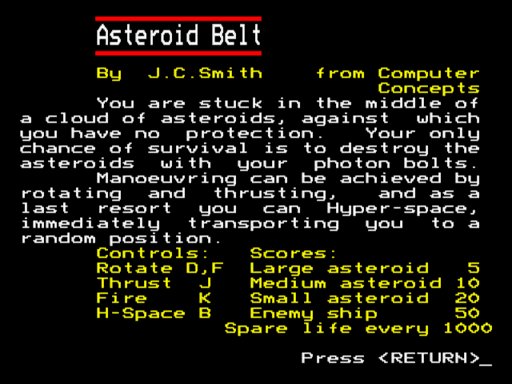 Asteroid Belt
By J.C.Smith from Computer
Concepts
You are stuck in the middle of
a cloud of asteroids, against which
you have no protection. Your only
chance of survival is to destroy the
asteroids with your photon bolts.
Manoeuvring can be achieved by
rotating and thrusting, and as a
last resort you can Hyper-space,
immediately transporting you to a
random position.
Controls: Scores:
Rotate D,F Large asteroid 5
Thrust J Medium asteroid 10
Fire K Small asteroid 20
H-Space B Enemy ship 50
Spare life every 1000
Press <RETURN>_